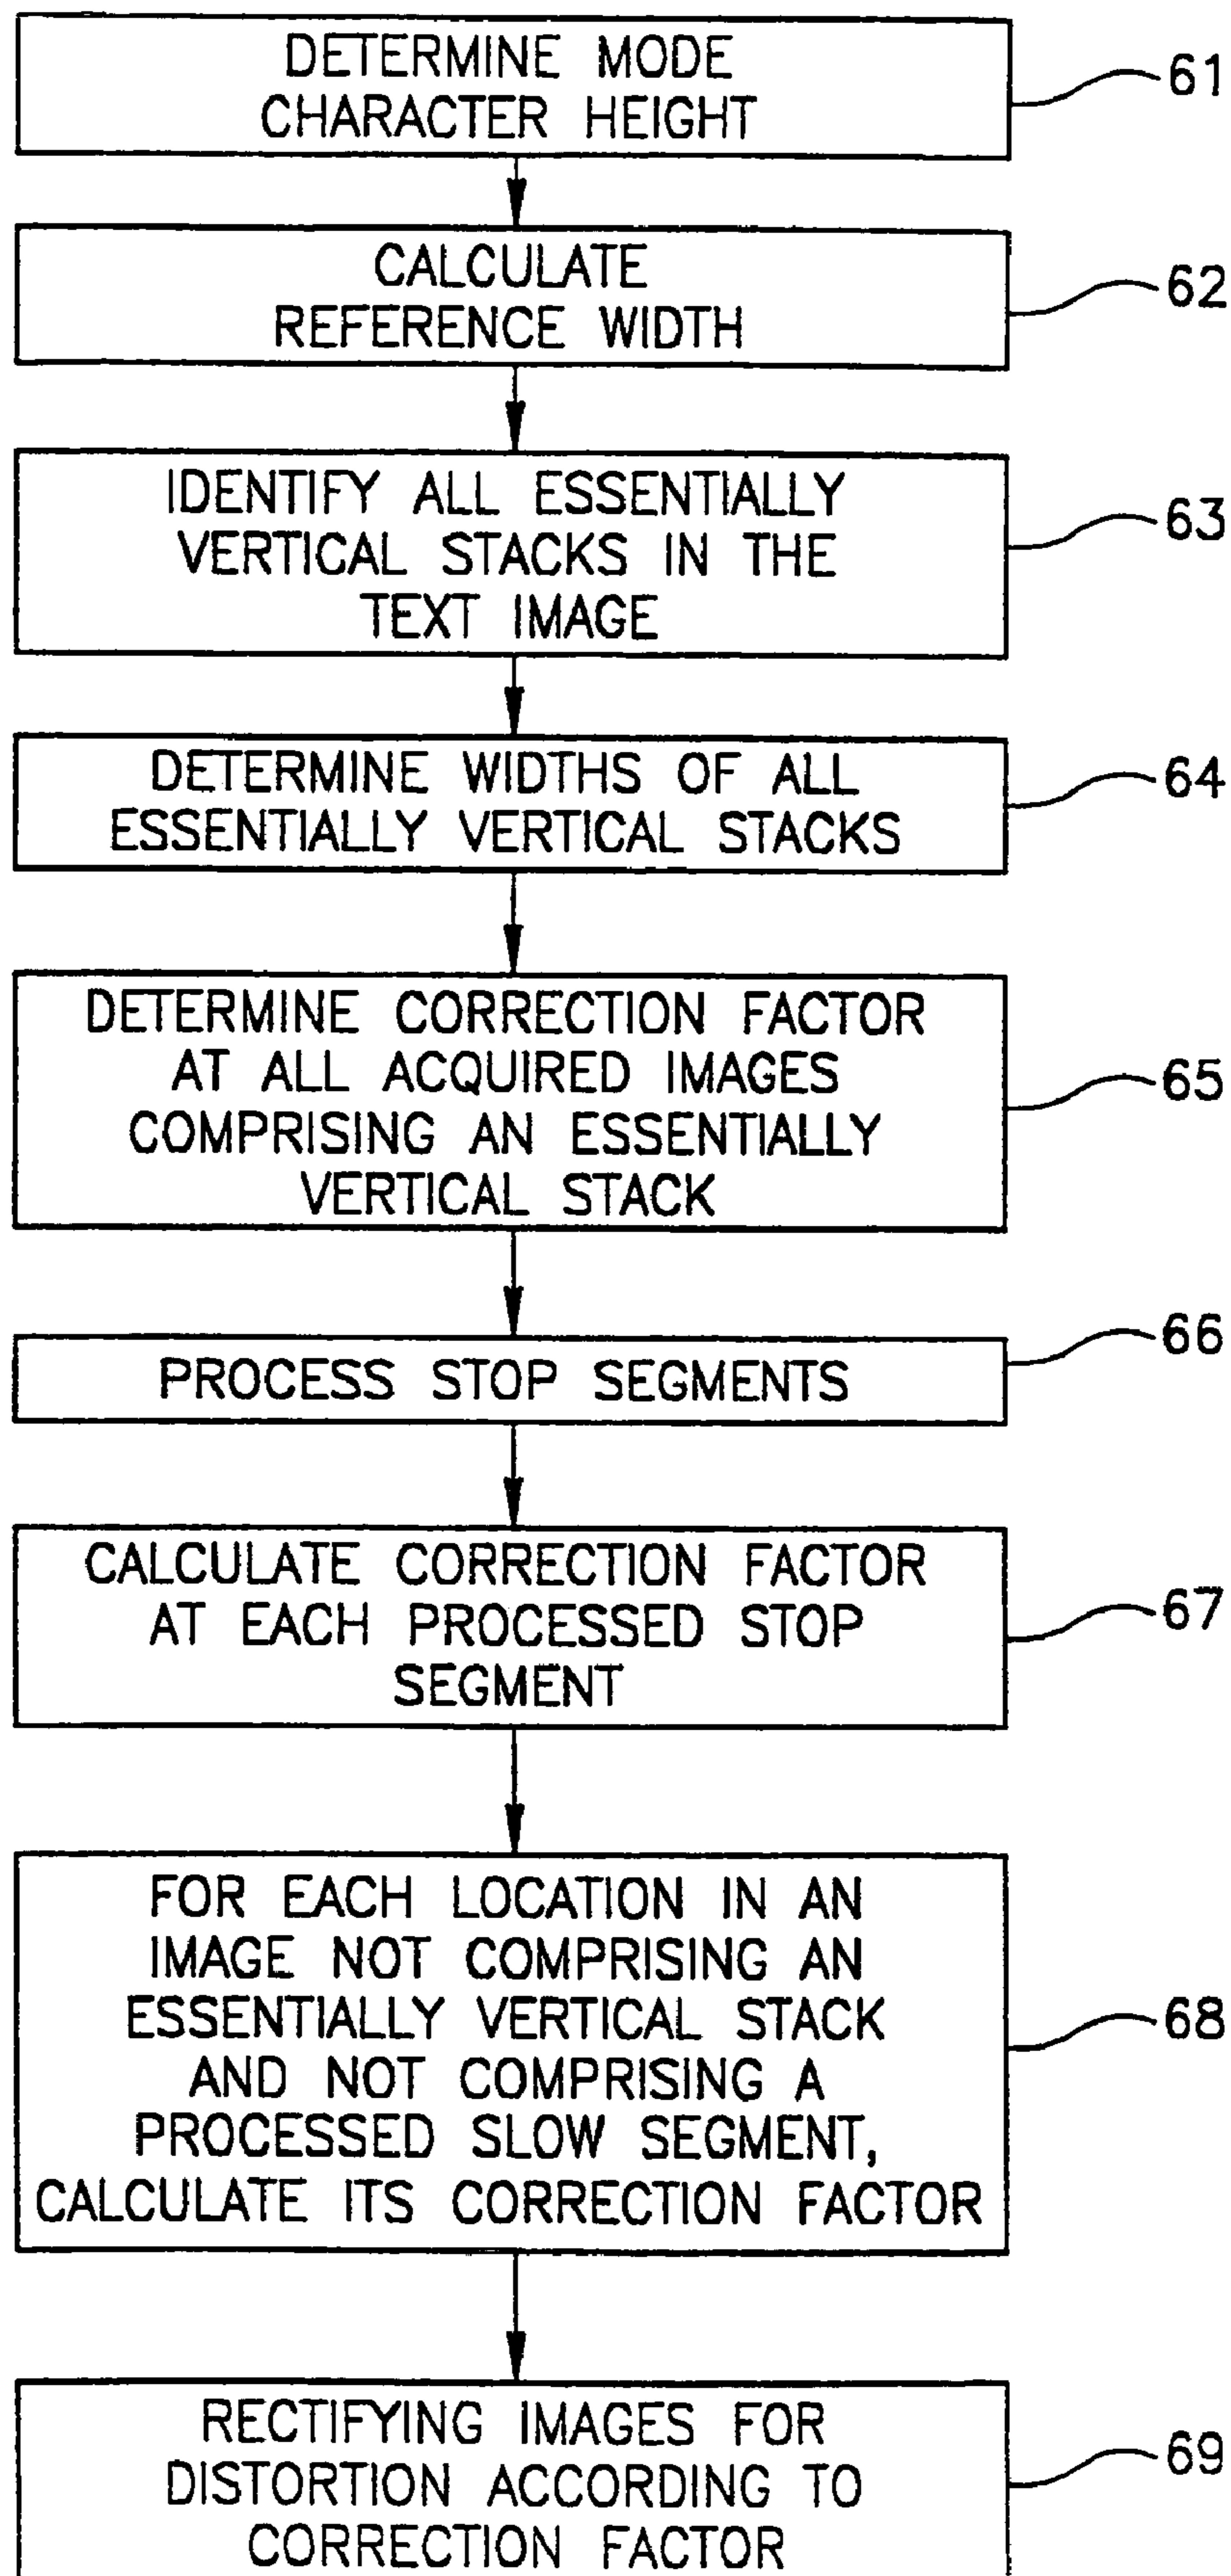 DETERMINE MODE
CHARACTER HEIGHT
61
CALCULATE
REFERENCE WIDTH
62
IDENTIFY ALL ESSENTIALLY
VERTICAL STACKS IN THE
TEXT IMAGE
63
DETERMINE WIDTHS OF ALL
ESSENTIALLY VERTICAL STACKS
64
DETERMINE CORRECTION FACTOR
AT ALL ACQUIRED IMAGES
COMPRISING AN ESSENTIALLY
VERTICAL STACK
65
PROCESS STOP SEGMENTS
66
CALCULATE CORRECTION FACTOR
AT EACH PROCESSED STOP
SEGMENT
67
FOR EACH LOCATION IN AN
IMAGE NOT COMPRISING AN
ESSENTIALLY VERTICAL STACK
AND NOT COMPRISING A
PROCESSED SLOW SEGMENT,
CALCULATE ITS CORRECTION FACTOR
68
RECTIFYING IMAGES FOR
DISTORTION ACCORDING TO
CORRECTION FACTOR
69